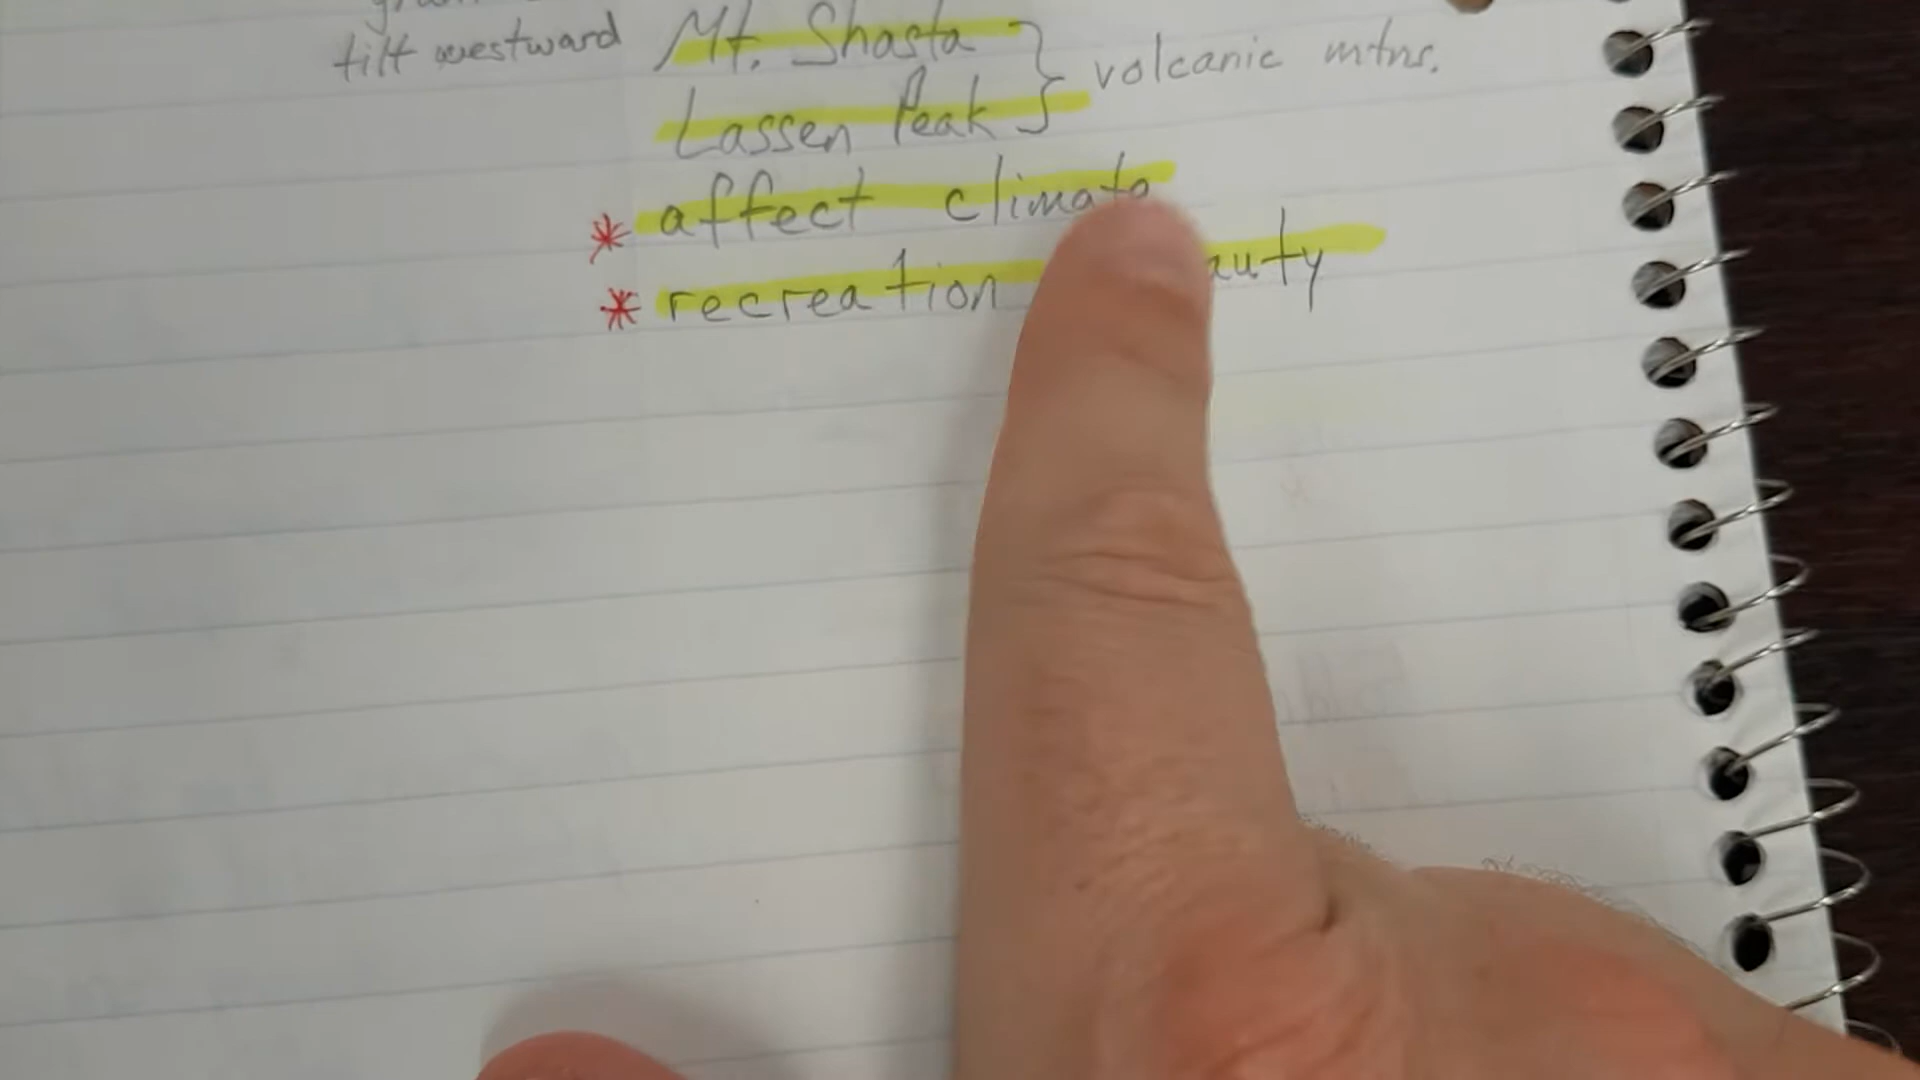 tilt westward Mt. Shasta } volcanic mtns.
Lassen Peak
* affect climate
* recreation